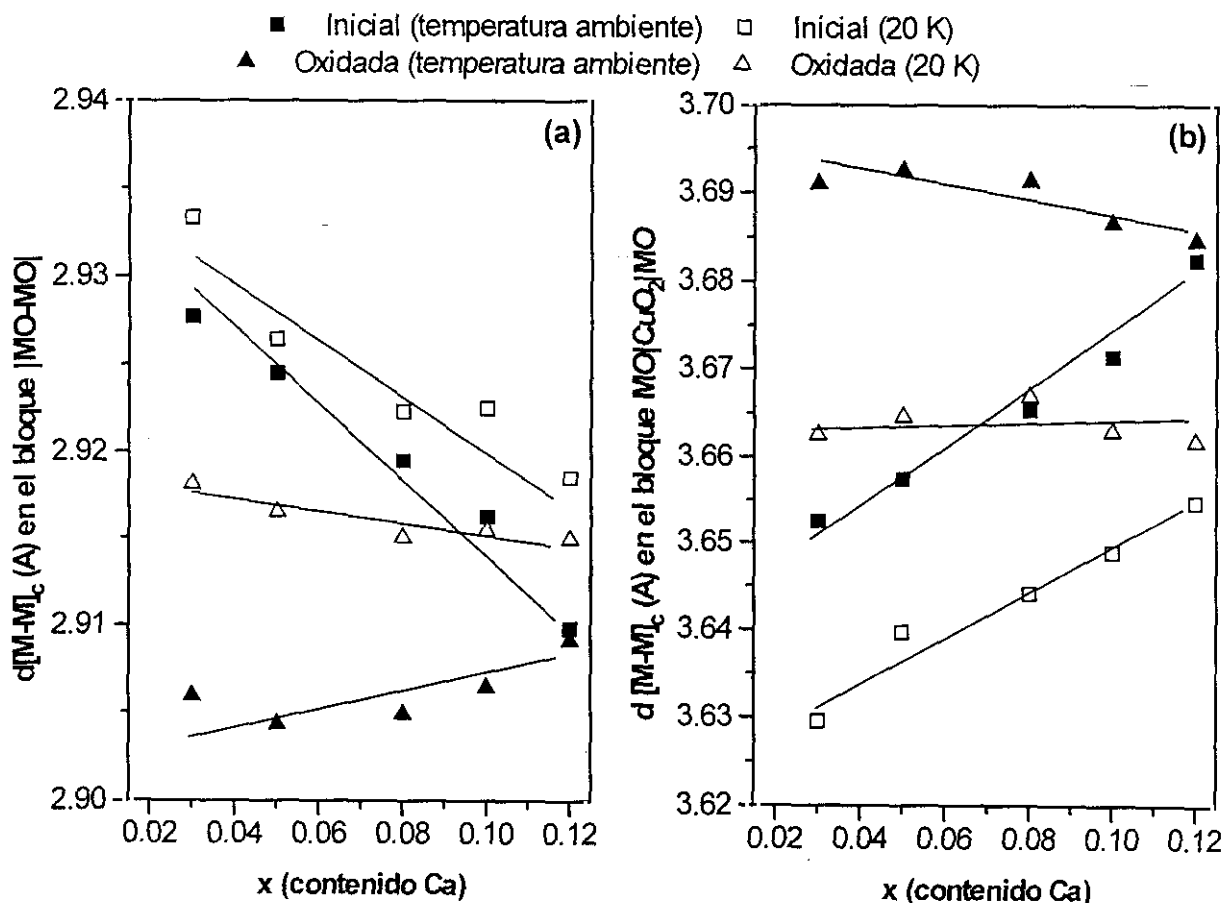 ■ Inicial (temperatura ambiente) □ Inicial (20 K)
▲ Oxidada (temperatura ambiente) △ Oxidada (20 K)
(a)
d[M-M]c (A) en el bloque |MO-MO|
2.94
2.93
2.92
2.91
2.90
0.02 0.04 0.06 0.08 0.10 0.12
x (contenido Ca)
(b)
d [M-M]c (A) en el bloque MO|CuO2|MO
3.70
3.69
3.68
3.67
3.66
3.65
3.64
3.63
3.62
0.02 0.04 0.06 0.08 0.10 0.12
x (contenido Ca)